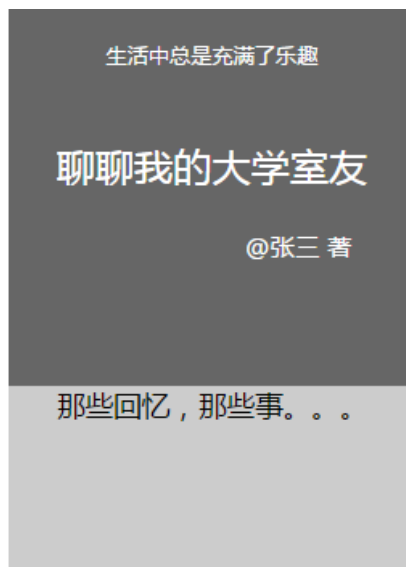 生活中总是充满了乐趣
聊聊我的大学室友
@张三 著
那些回忆，那些事。。。